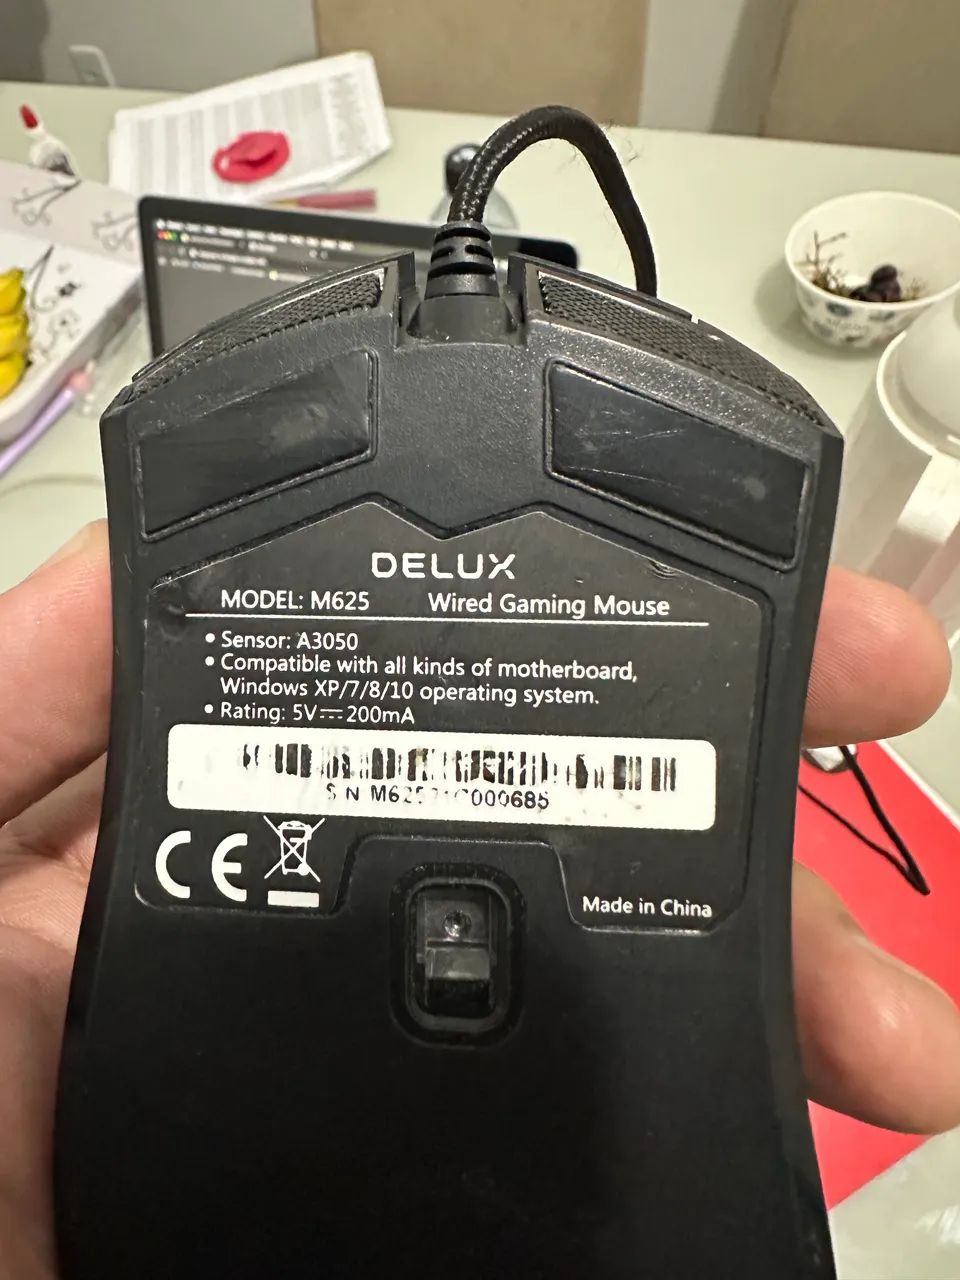 DELUX
MODEL: M625 Wired Gaming Mouse
• Sensor: A3050
• Compatible with all kinds of motherboard,
Windows XP/7/8/10 operating system.
• Rating: 5V⎓200mA
S N
CE
Made in China